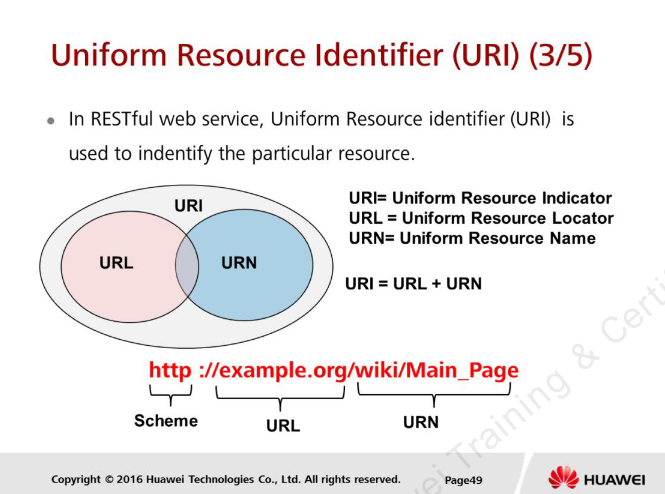 Uniform Resource Identifier (URI) (3/5)
In RESTful web service, Uniform Resource identifier (URI) is
used to indentify the particular resource.
URI
URL
URN
URI= Uniform Resource Indicator
URL = Uniform Resource Locator
URN= Uniform Resource Name
URI = URL + URN
http ://example.org/wiki/Main_Page
Scheme
URL
URN
Training & Certi
Copyright © 2016 Huawei Technologies Co., Ltd. All rights reserved.
Page49
HUAWEI